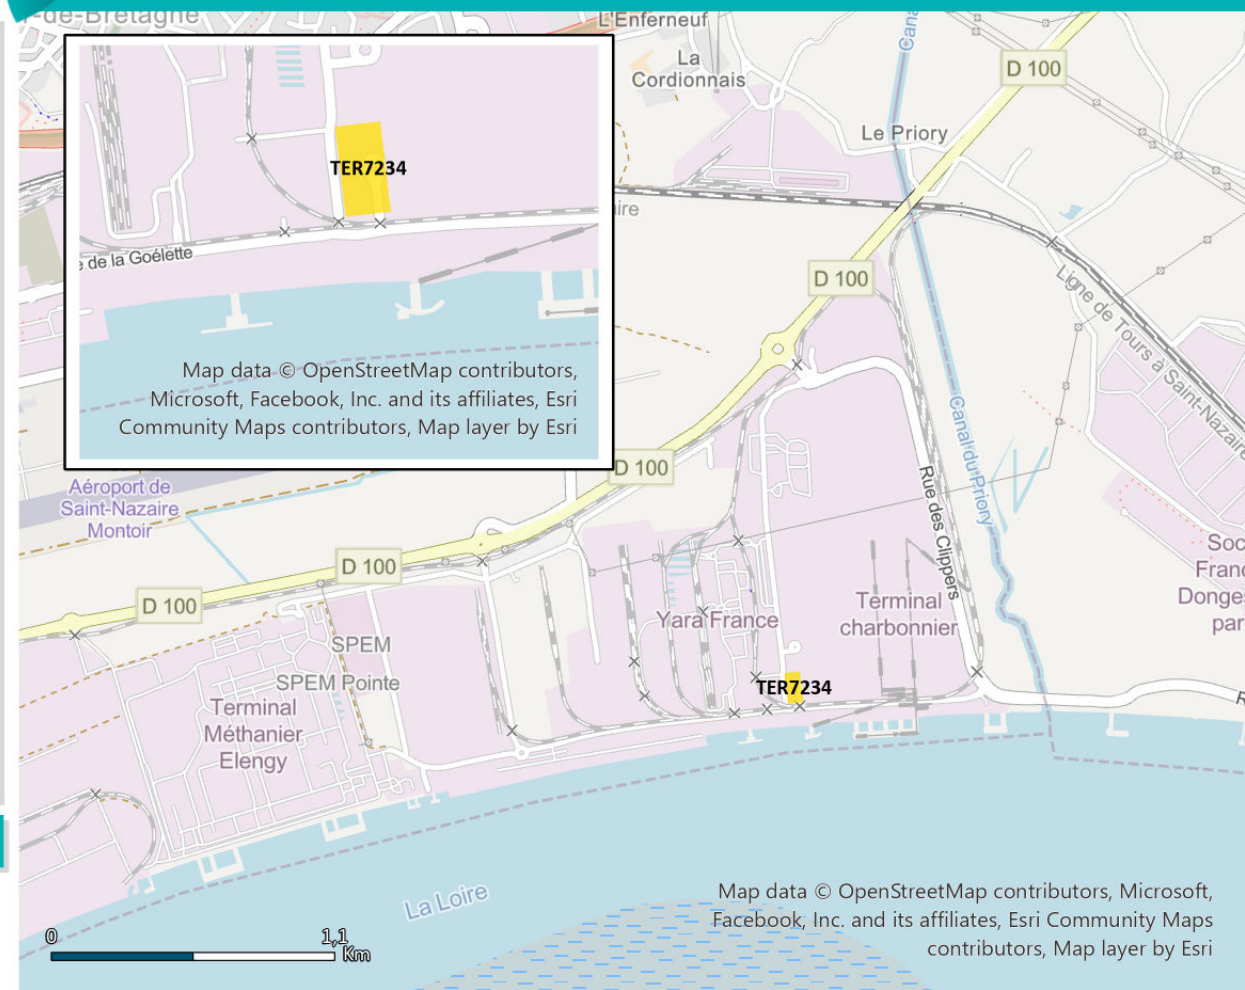 -de-Bretagne
L'Enferneuf
La
Cordionnais
D 100
Le Priory
TER7234
e de la Goélette
Map data © OpenStreetMap contributors,
Microsoft, Facebook, Inc. and its affiliates, Esri
Community Maps contributors, Map layer by Esri
ire
D 100
Ligne de Tours à Saint-Nazaire
Canal du Priory
Rue des Clippers
D 100
Aéroport de
Saint-Nazaire
Montoir
D 100
D 100
Soc
Franç
Donges
par
Terminal
charbonnier
Yara France
SPEM
SPEM Pointe
TER7234
Terminal
Méthanier
Elengy
La Loire
Map data © OpenStreetMap contributors, Microsoft,
Facebook, Inc. and its affiliates, Esri Community Maps
contributors, Map layer by Esri
0 1,1
Km